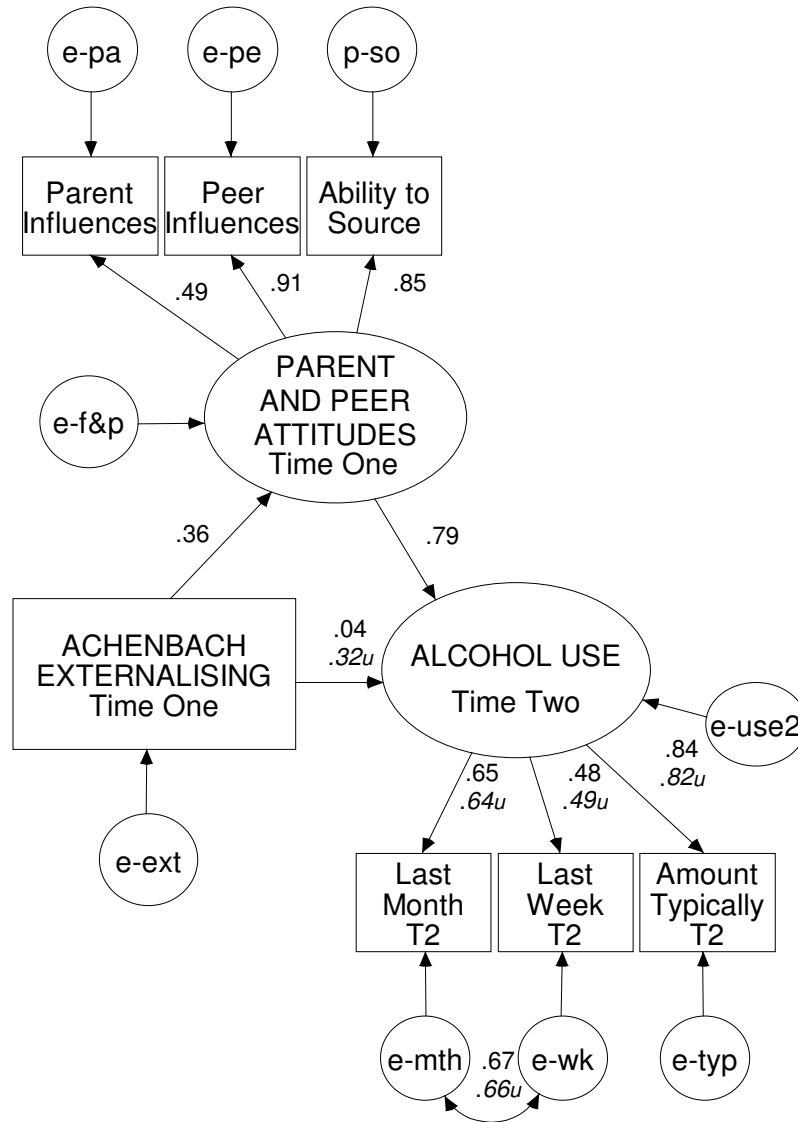 e-pa
e-pe
p-so
Parent
Influences
Peer
Influences
Ability to
Source
.49
.91
.85
PARENT
AND PEER
ATTITUDES
Time One
e-f&p
.36
.79
ACHENBACH
EXTERNALISING
Time One
.04
.32u
ALCOHOL USE
Time Two
e-use2
.65
.64u
.48
.49u
.84
.82u
e-ext
Last
Month
T2
Last
Week
T2
Amount
Typically
T2
e-mth
.67
.66u
e-wk
e-typ